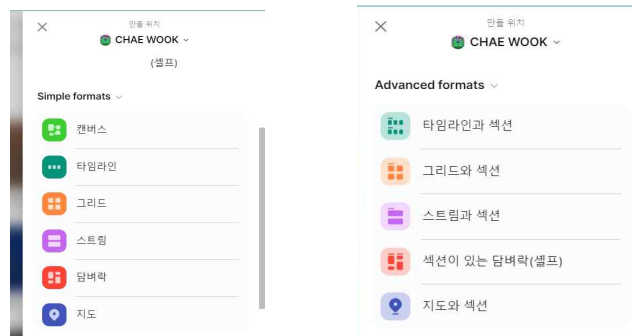 만들 위치
CHAE WOOK
(셀프)
Simple formats
캔버스
타임라인
그리드
스트림
담벼락
지도
만들 위치
CHAE WOOK
Advanced formats
타임라인과 섹션
그리드와 섹션
스트림과 섹션
섹션이 있는 담벼락(셀프)
지도와 섹션